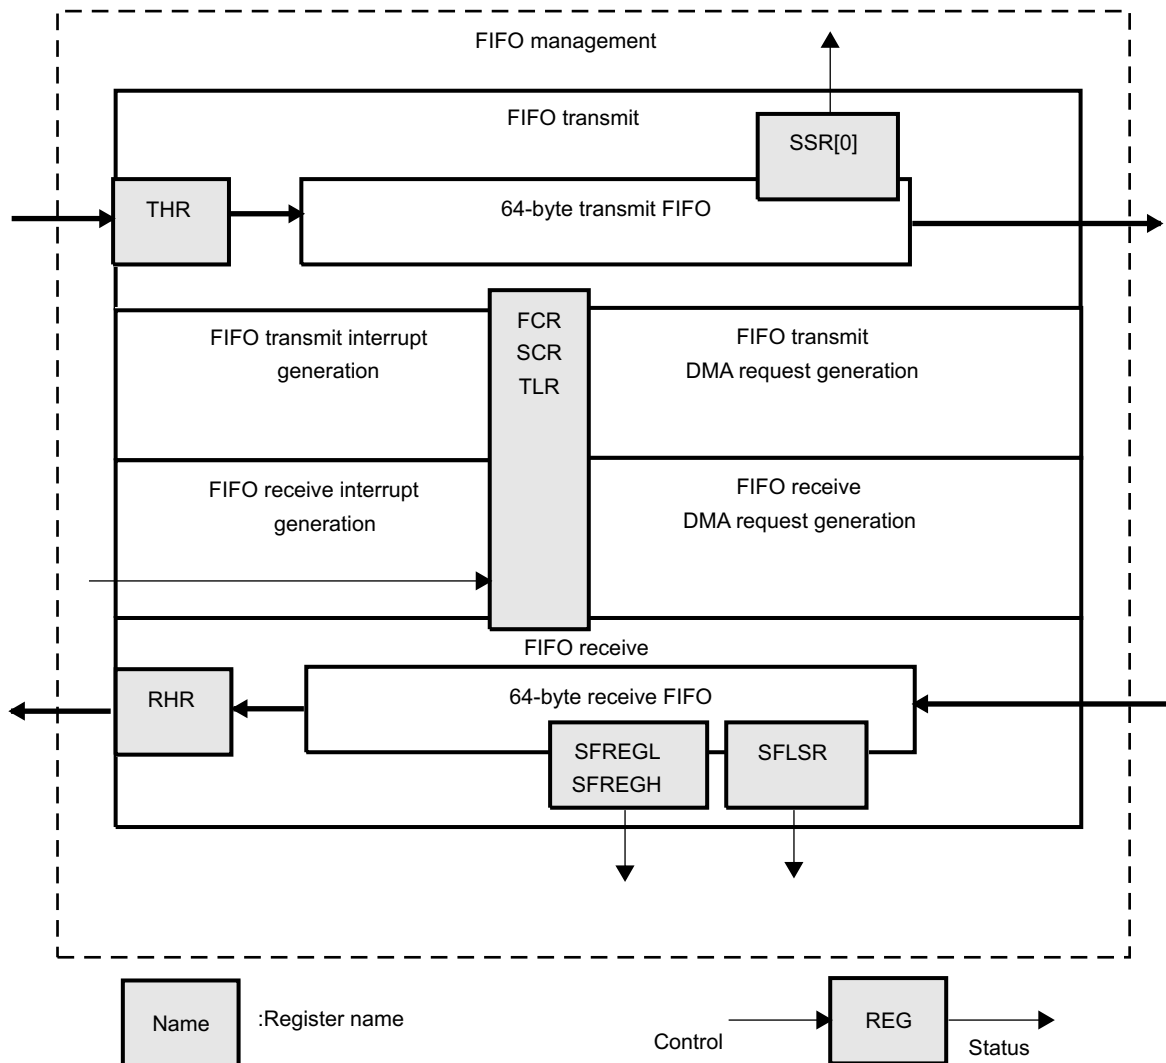 FIFO management
FIFO transmit
SSR[0]
THR
64-byte transmit FIFO
FCR
SCR
TLR
FIFO transmit interrupt
generation
FIFO transmit
DMA request generation
FIFO receive interrupt
generation
FIFO receive
DMA request generation
FIFO receive
RHR
64-byte receive FIFO
SFREGL
SFREGH
SFLSR
Name
:Register name
Control
REG
Status